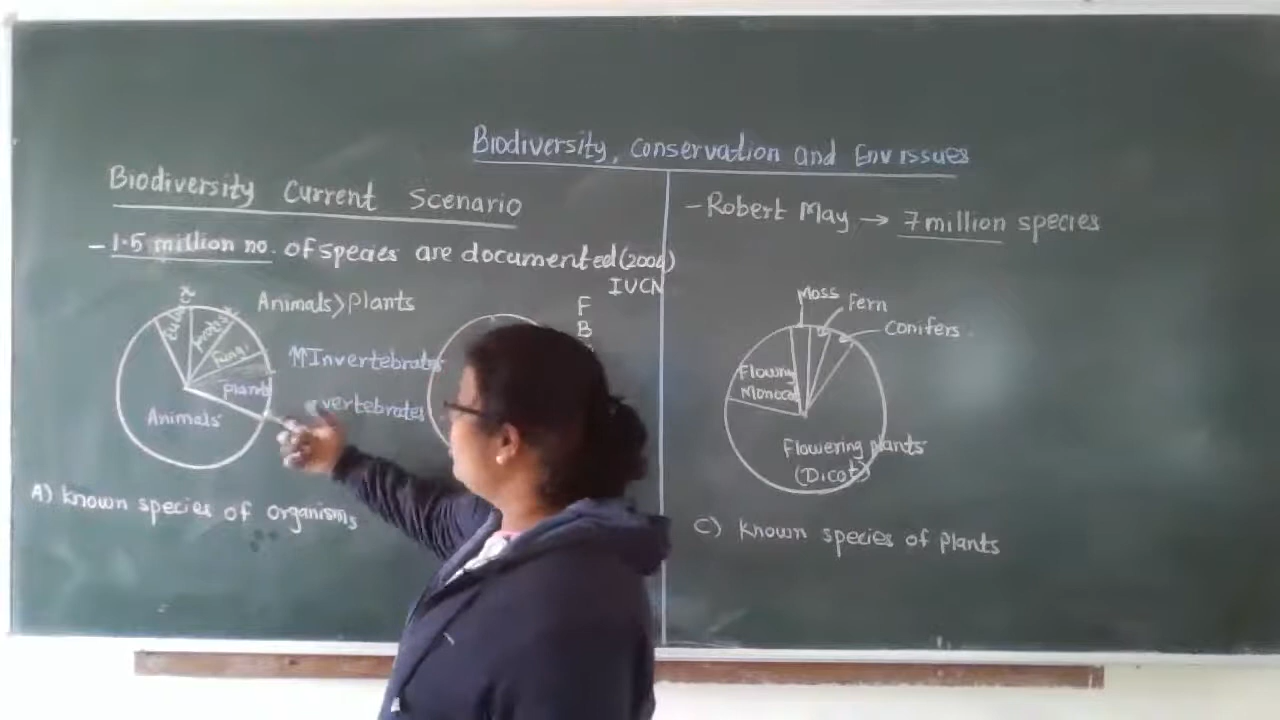 Biodiversity, conservation and Env issues
Biodiversity Current Scenario
- 1.5 million no. of species are documented (2004)
IUCN
Animals > plants
F
B
↑Invertebrates
vertebrates
protist
Fungi
plants
Animals
A) known species of organisms
- Robert May → 7 million species
Moss
Fern
conifers
Flowing
Monocot
Flowering plants
(Dicot)
C) known species of plants